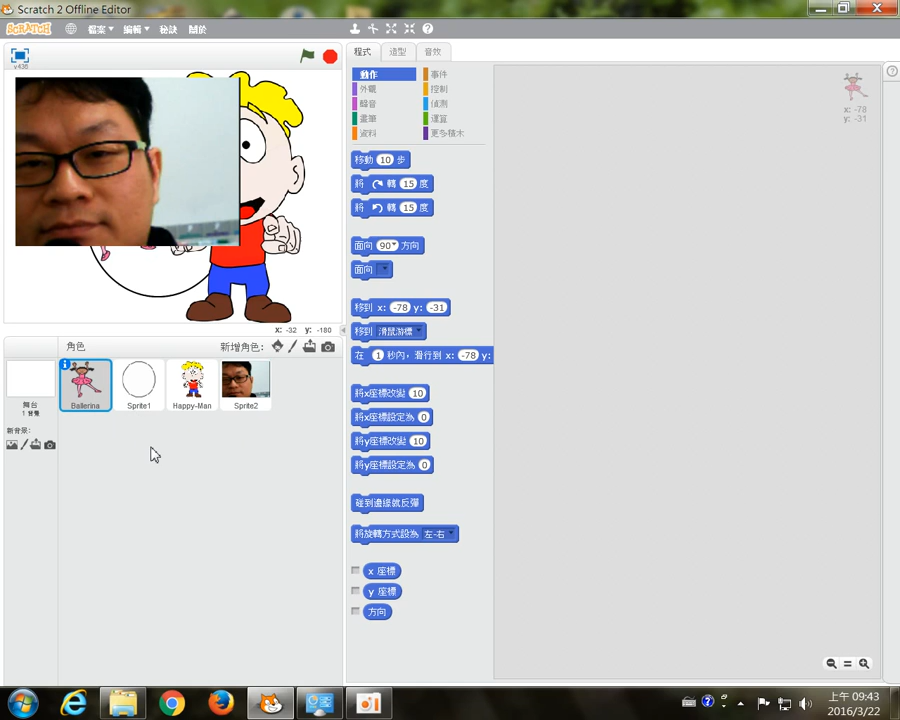 Scratch 2 Offline Editor
SCRATCH 檔案▼ 編輯▼ 秘訣 關於
v438
程式 造型 音效
動作 事件
外觀 控制
聲音 偵測
畫筆 運算
資料 更多積木
x: -78
y: -31
移動 10 步
將 轉 15 度
將 轉 15 度
面向 90▼ 方向
面向
移到 x: -78 y: -31
移到 滑鼠游標
在 1 秒內，滑行到 x: -78 y:
將x座標改變 10
將x座標設定為 0
將y座標改變 10
將y座標設定為 0
碰到邊緣就反彈
將旋轉方式設為 左-右
x 座標
y 座標
方向
x: -32 y: -180
角色 新增角色:
舞台
1 背景
新背景:
Ballerina Sprite1 Happy-Man Sprite2
上午 09:43
2016/3/22